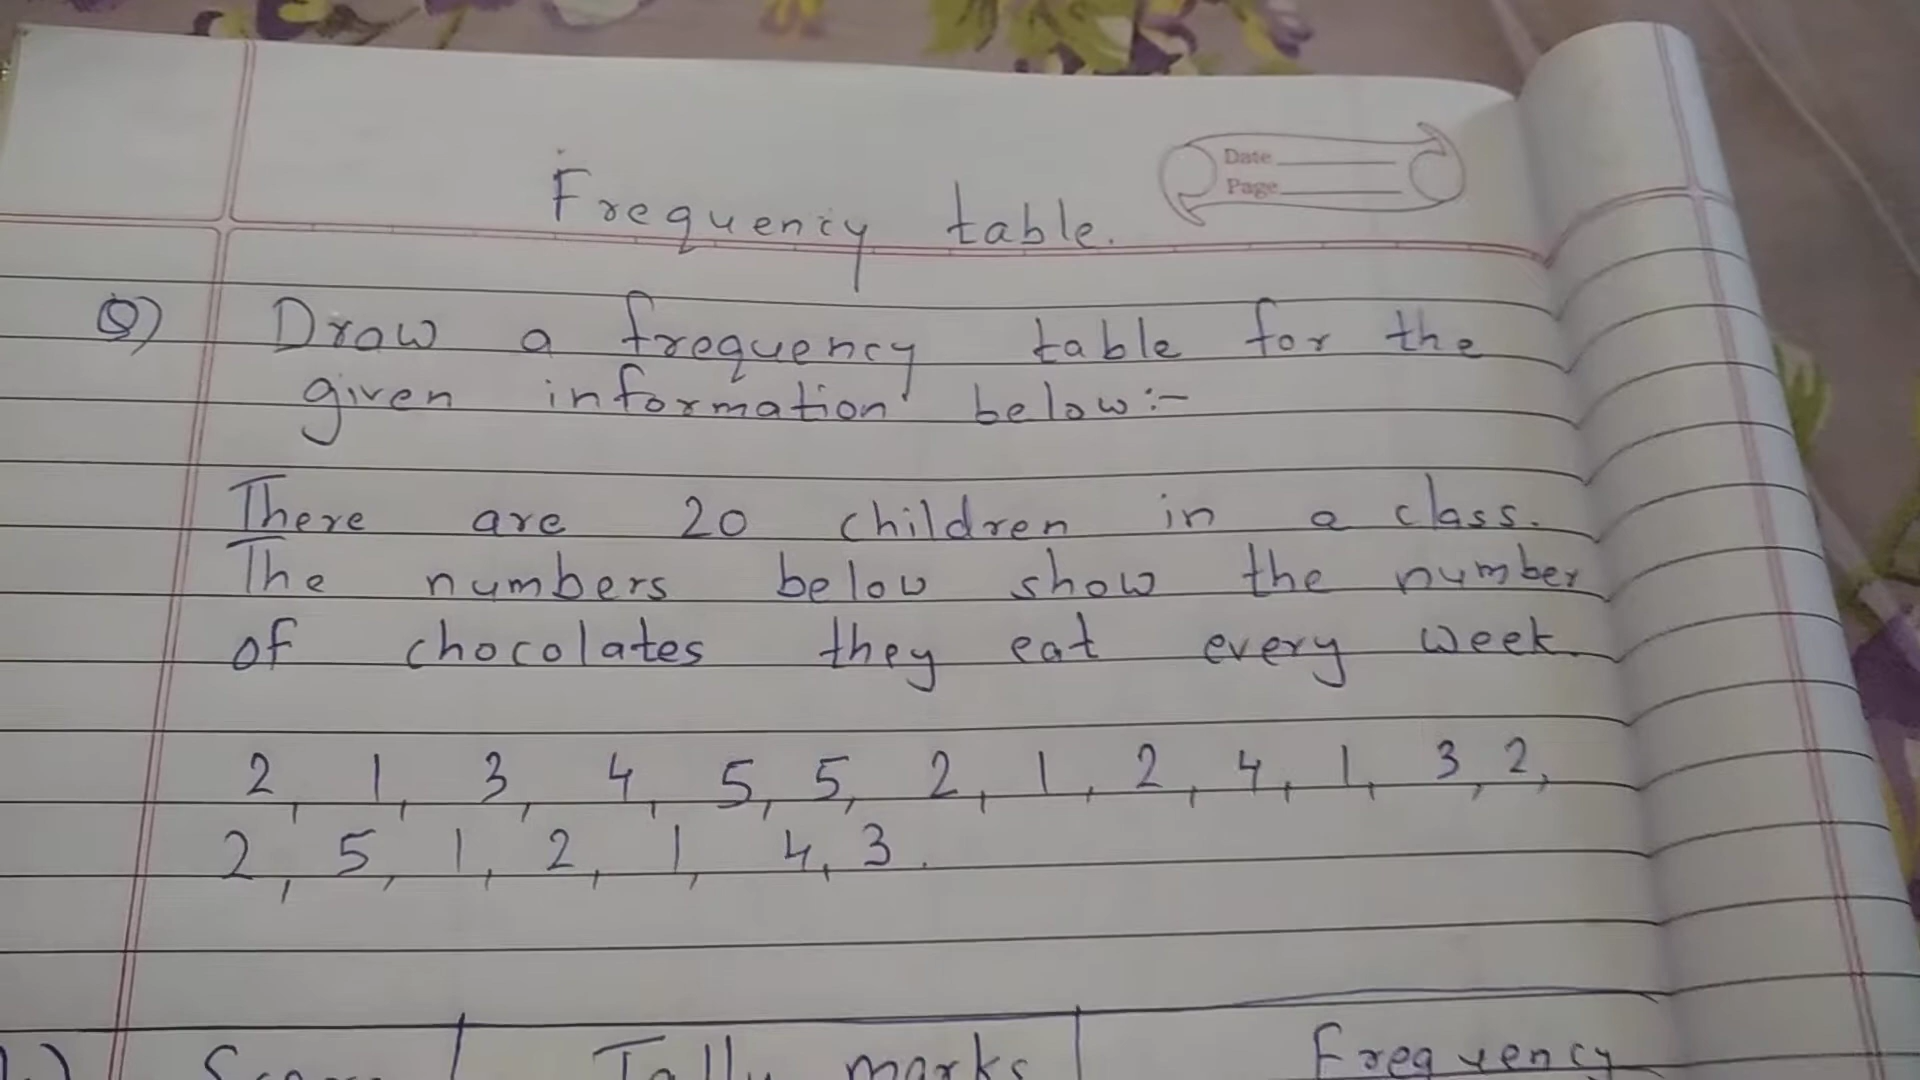 Date
Page
Frequency table.
Q) Draw a frequency table for the
given information below:-
There are 20 children in a class.
The numbers below show the number
of chocolates they eat every week.
2, 1, 3, 4, 5, 5, 2, 1, 2, 4, 1, 3, 2,
2, 5, 1, 2, 1, 4, 3.
Tally marks Frequency